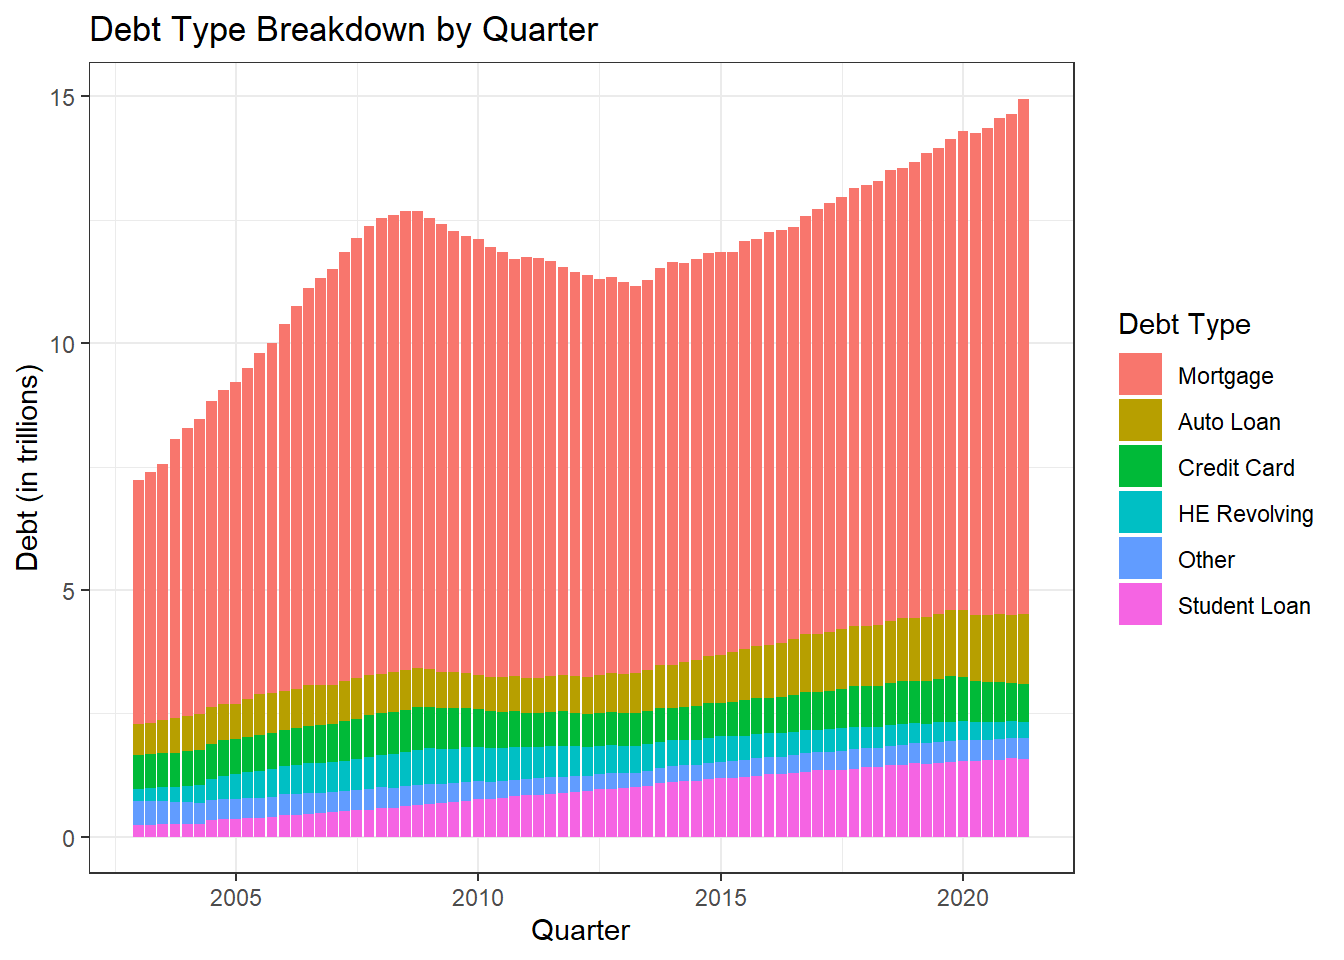 Debt Type Breakdown by Quarter
15
10
5
0
Debt (in trillions)
2005 2010 2015 2020
Quarter
Debt Type
Mortgage
Auto Loan
Credit Card
HE Revolving
Other
Student Loan